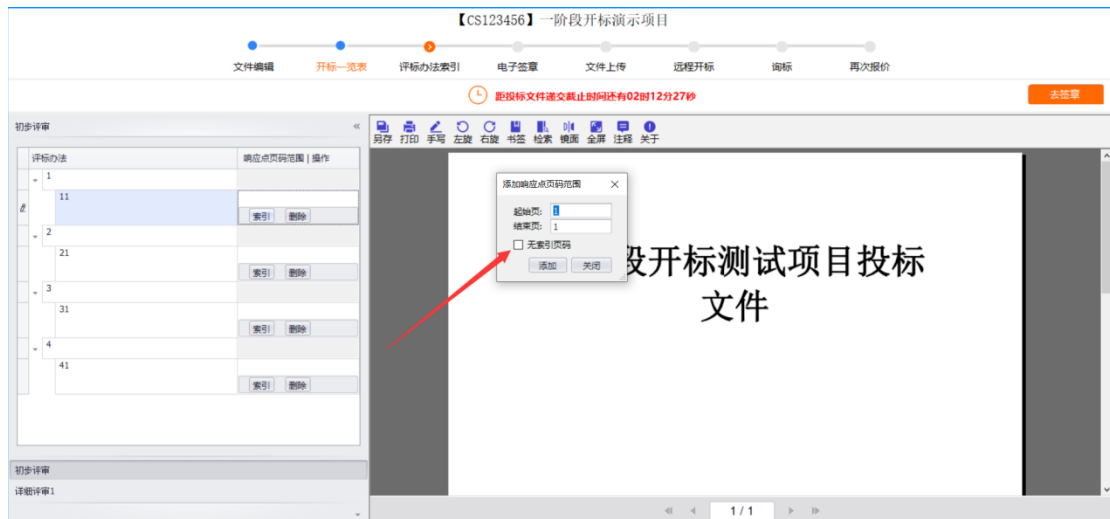 【CS123456】一阶段开标演示项目
文件编辑 开标一览表 评标办法索引 电子签章 文件上传 远程开标 询标 再次报价
距投标文件递交截止时间还有02时12分27秒
去签章
初步评审 «
另存 打印 手写 左旋 右旋 书签 检索 镜面 全屏 注释 关于
评标办法 响应点页码范围 | 操作
1
11
索引 删除
2
21
索引 删除
3
31
索引 删除
4
41
索引 删除
添加响应点页码范围
起始页: 1
结束页: 1
无索引页码
添加 关闭
段开标测试项目投标
文件
初步评审
详细评审1
1 / 1